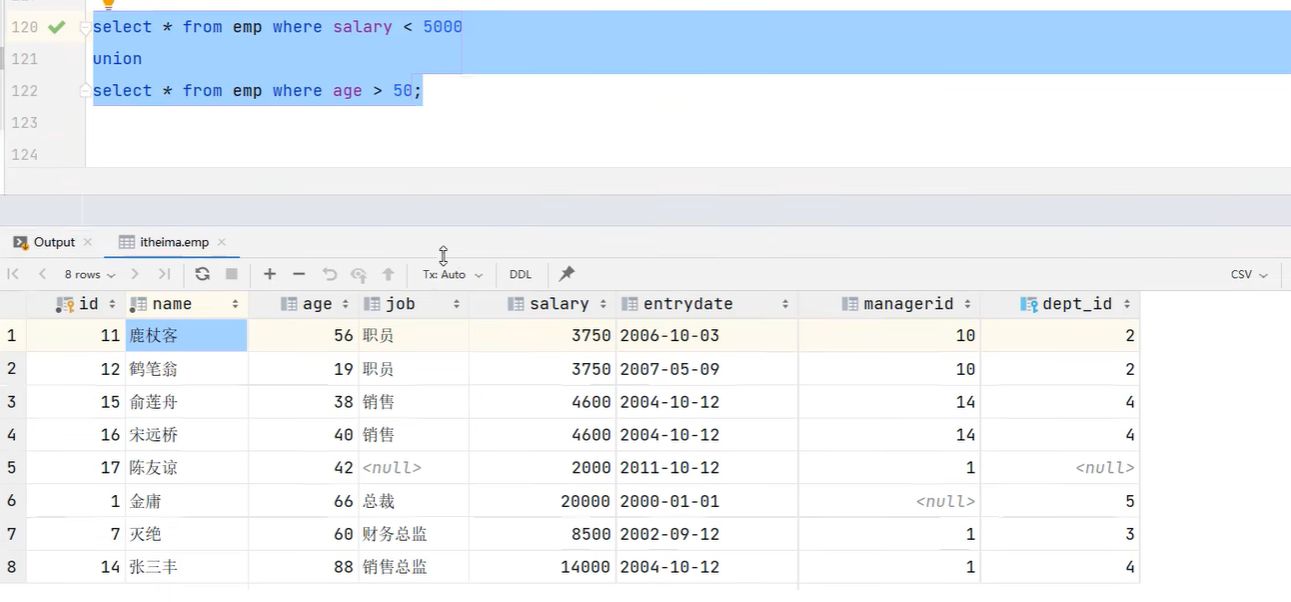 120 select * from emp where salary < 5000
121 union
122 select * from emp where age > 50;
123
124
Output itheima.emp
8 rows Tx: Auto DDL CSV
id name age job salary entrydate managerid dept_id
1 11 鹿杖客 56 职员 3750 2006-10-03 10 2
2 12 鹤笔翁 19 职员 3750 2007-05-09 10 2
3 15 俞莲舟 38 销售 4600 2004-10-12 14 4
4 16 宋远桥 40 销售 4600 2004-10-12 14 4
5 17 陈友谅 42 <null> 2000 2011-10-12 1 <null>
6 1 金庸 66 总裁 20000 2000-01-01 <null> 5
7 7 灭绝 60 财务总监 8500 2002-09-12 1 3
8 14 张三丰 88 销售总监 14000 2004-10-12 1 4